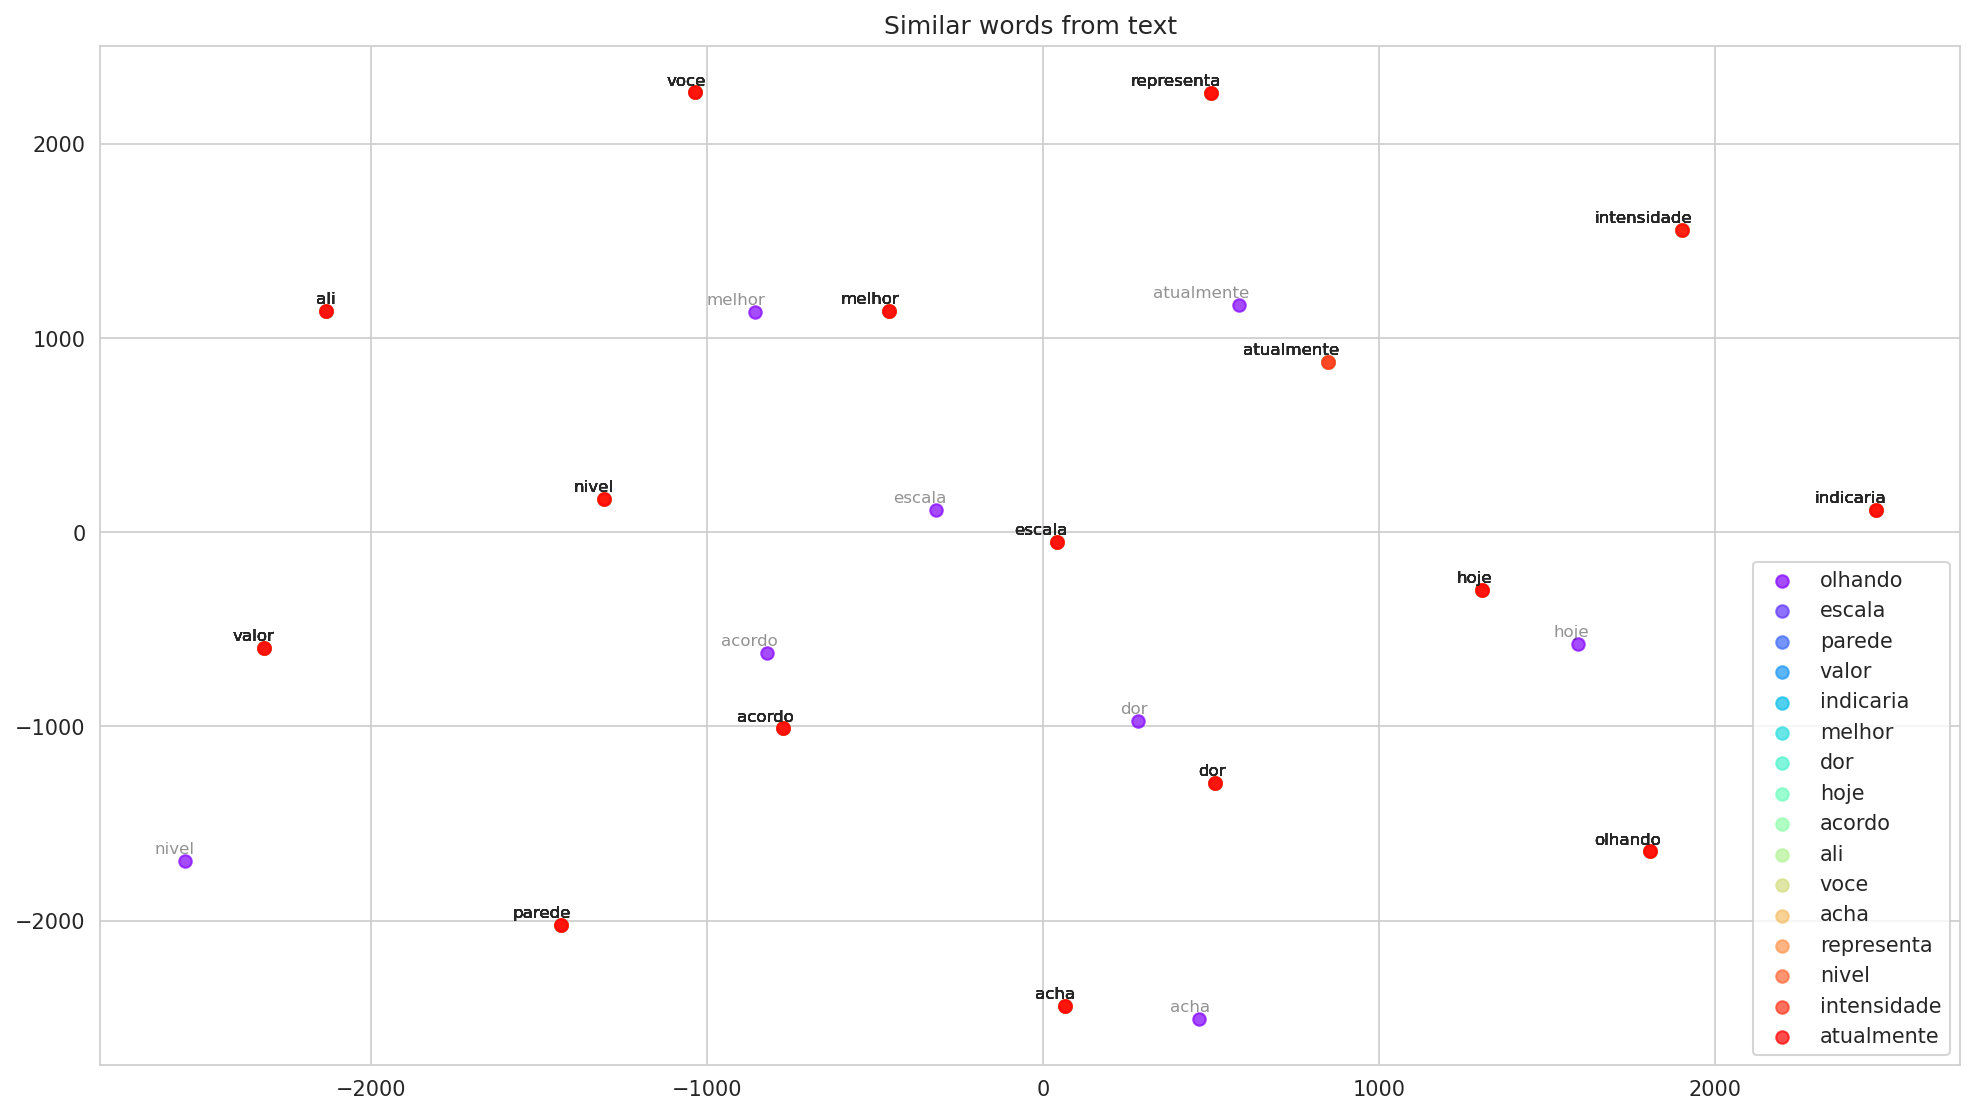 Similar words from text
voce
representa
intensidade
ali
melhor
melhor
atualmente
atualmente
nivel
escala
indicaria
escala
hoje
valor
acordo
hoje
acordo
dor
dor
olhando
nivel
parede
acha
acha
2000
1000
0
−1000
−2000
−2000
−1000
0
1000
2000
olhando
escala
parede
valor
indicaria
melhor
dor
hoje
acordo
ali
voce
acha
representa
nivel
intensidade
atualmente